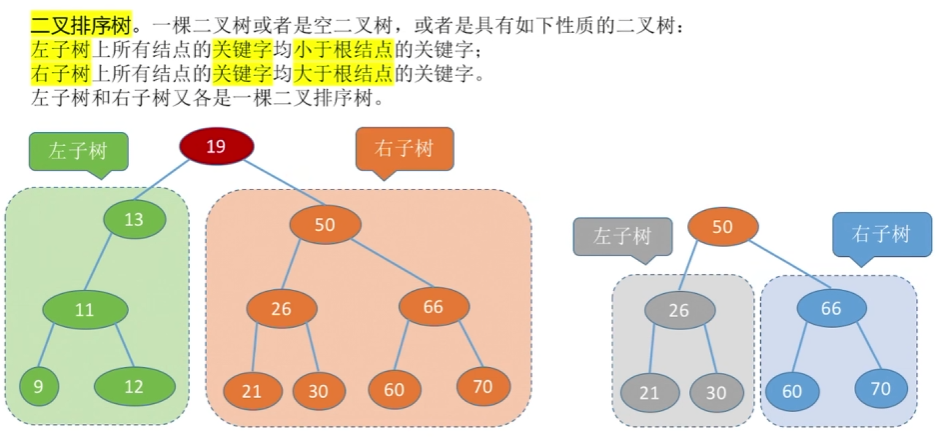 二叉排序树。一棵二叉树或者是空二叉树，或者是具有如下性质的二叉树：
左子树上所有结点的关键字均小于根结点的关键字；
右子树上所有结点的关键字均大于根结点的关键字。
左子树和右子树又各是一棵二叉排序树。
左子树
19
右子树
13
50
11
26
66
9
12
21
30
60
70
左子树
50
右子树
26
66
21
30
60
70